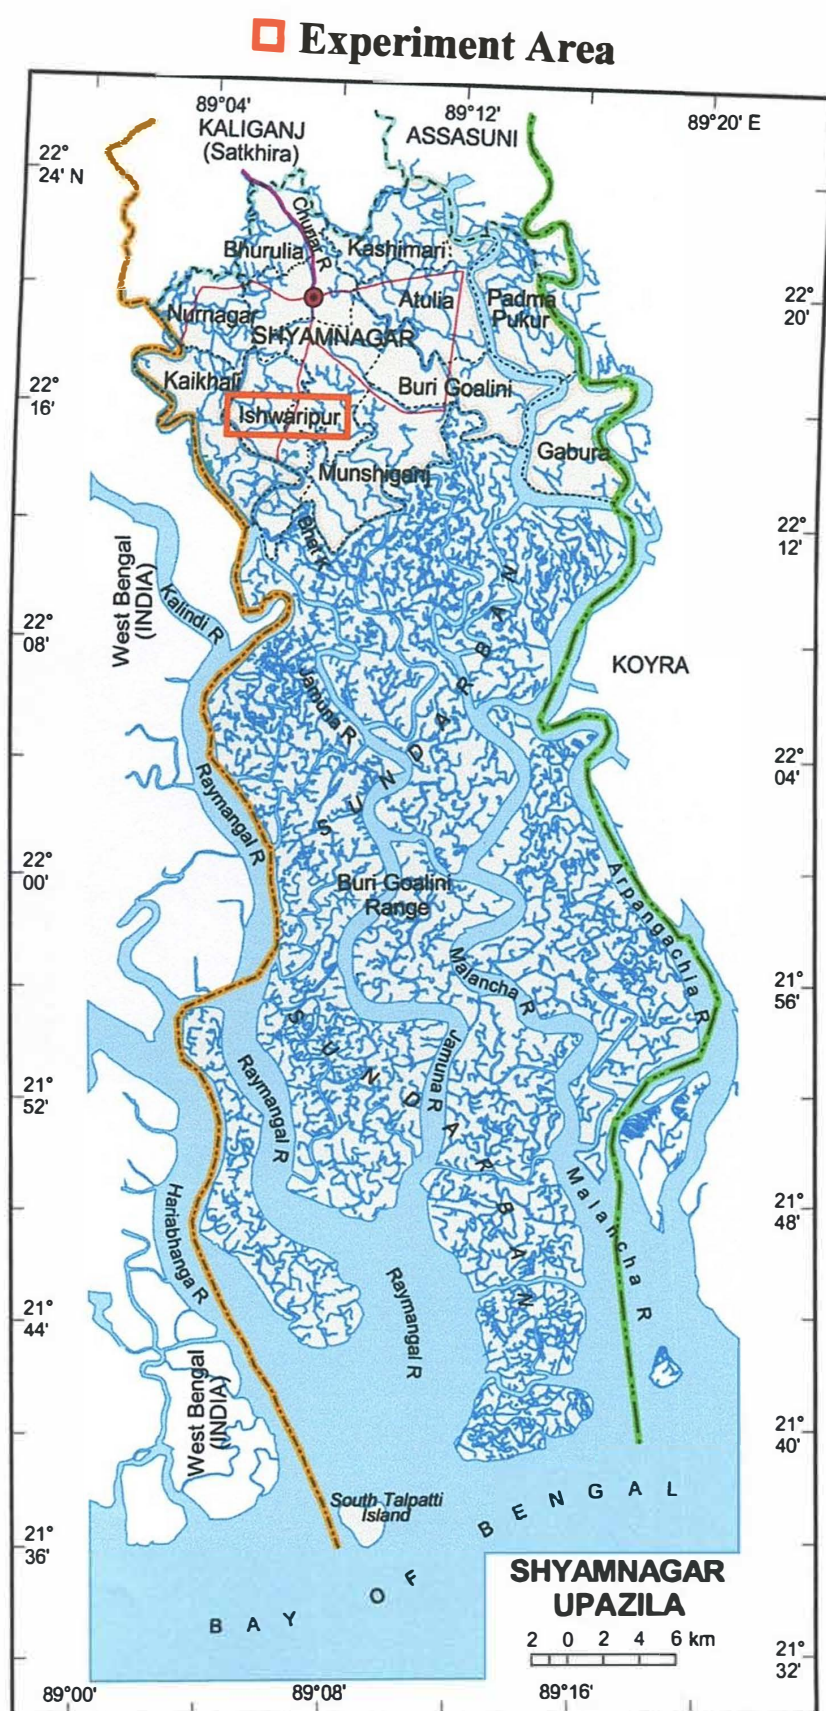 Experiment Area
89°04'
89°12'
89°20' E
KALIGANJ
(Satkhira)
ASSASUNI
22°
24' N
Chunar R
Bhurulia
Kashimari
Atulia
Padma
Pukur
22°
20'
Nurnagar
SHYAMNAGAR
Kaikhali
Buri Goalini
22°
16'
Ishwaripur
Gabura
Munshiganj
22°
12'
West Bengal
(INDIA)
Kalindi R
SUNDARBAN
22°
08'
KOYRA
Jamuna R
22°
04'
Raymangal R
22°
00'
Buri Goalini
Range
Arpangachia R
Malancha R
21°
56'
SUNDARBAN
Jamuna R
Raymangal R
21°
52'
Malancha R
Hariabhanga R
21°
48'
Raymangal R
21°
44'
West Bengal
(INDIA)
21°
40'
South Talpatti
Island
BAY OF BENGAL
21°
36'
SHYAMNAGAR
UPAZILA
2 0 2 4 6 km
21°
32'
89°00'
89°08'
89°16'